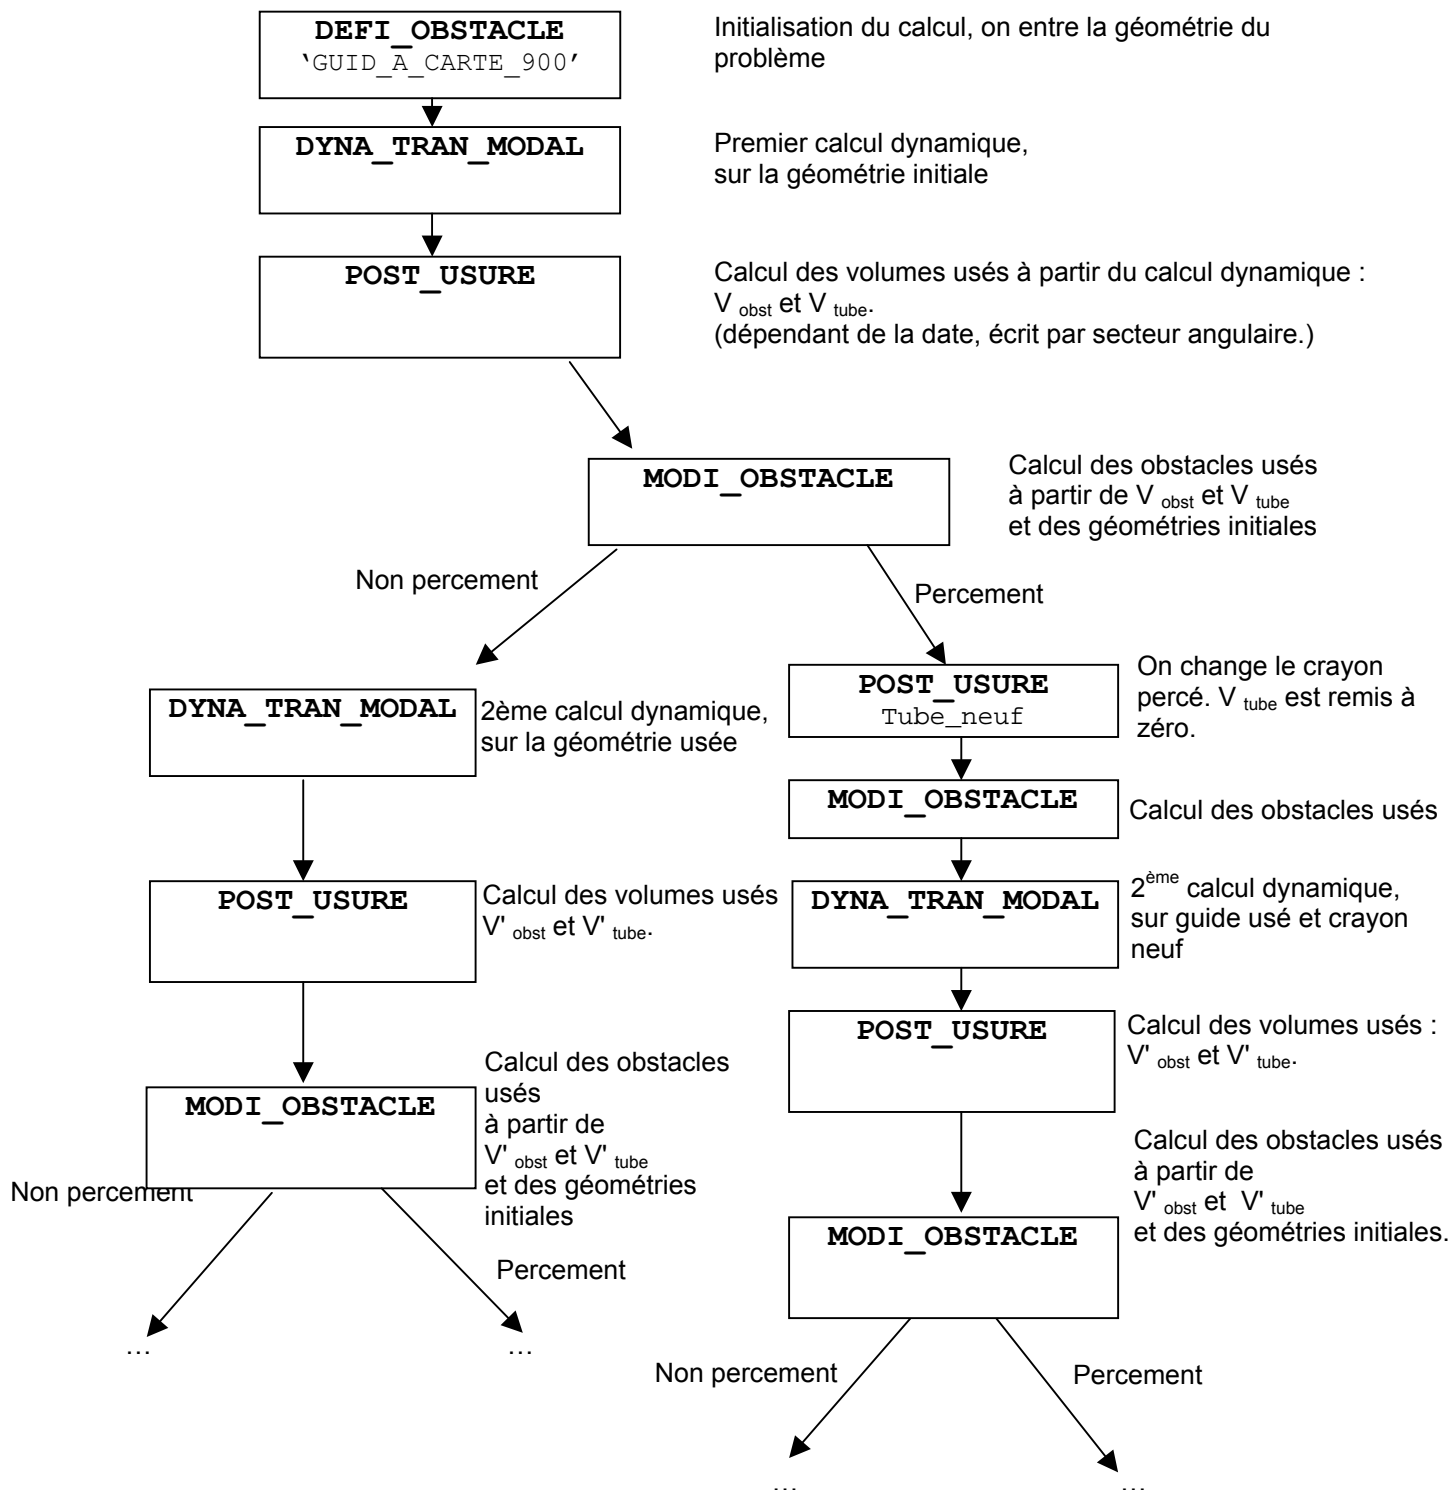 DEFI_OBSTACLE
‘GUID_A_CARTE_900’
Initialisation du calcul, on entre la géométrie du
problème
DYNA_TRAN_MODAL
Premier calcul dynamique,
sur la géométrie initiale
POST_USURE
Calcul des volumes usés à partir du calcul dynamique :
V obst et V tube.
(dépendant de la date, écrit par secteur angulaire.)
MODI_OBSTACLE
Calcul des obstacles usés
à partir de V obst et V tube
et des géométries initiales
Non percement
Percement
DYNA_TRAN_MODAL
2ème calcul dynamique,
sur la géométrie usée
POST_USURE
Tube_neuf
On change le crayon
percé. V tube est remis à
zéro.
MODI_OBSTACLE
Calcul des obstacles usés
POST_USURE
Calcul des volumes usés
V' obst et V' tube.
DYNA_TRAN_MODAL
2ème calcul dynamique,
sur guide usé et crayon
neuf
POST_USURE
Calcul des volumes usés :
V' obst et V' tube.
MODI_OBSTACLE
Calcul des obstacles
usés
à partir de
V' obst et V' tube
et des géométries
initiales
Non percement
Percement
...
...
MODI_OBSTACLE
Calcul des obstacles usés
à partir de
V' obst et V' tube
et des géométries initiales.
Non percement
Percement
...
...